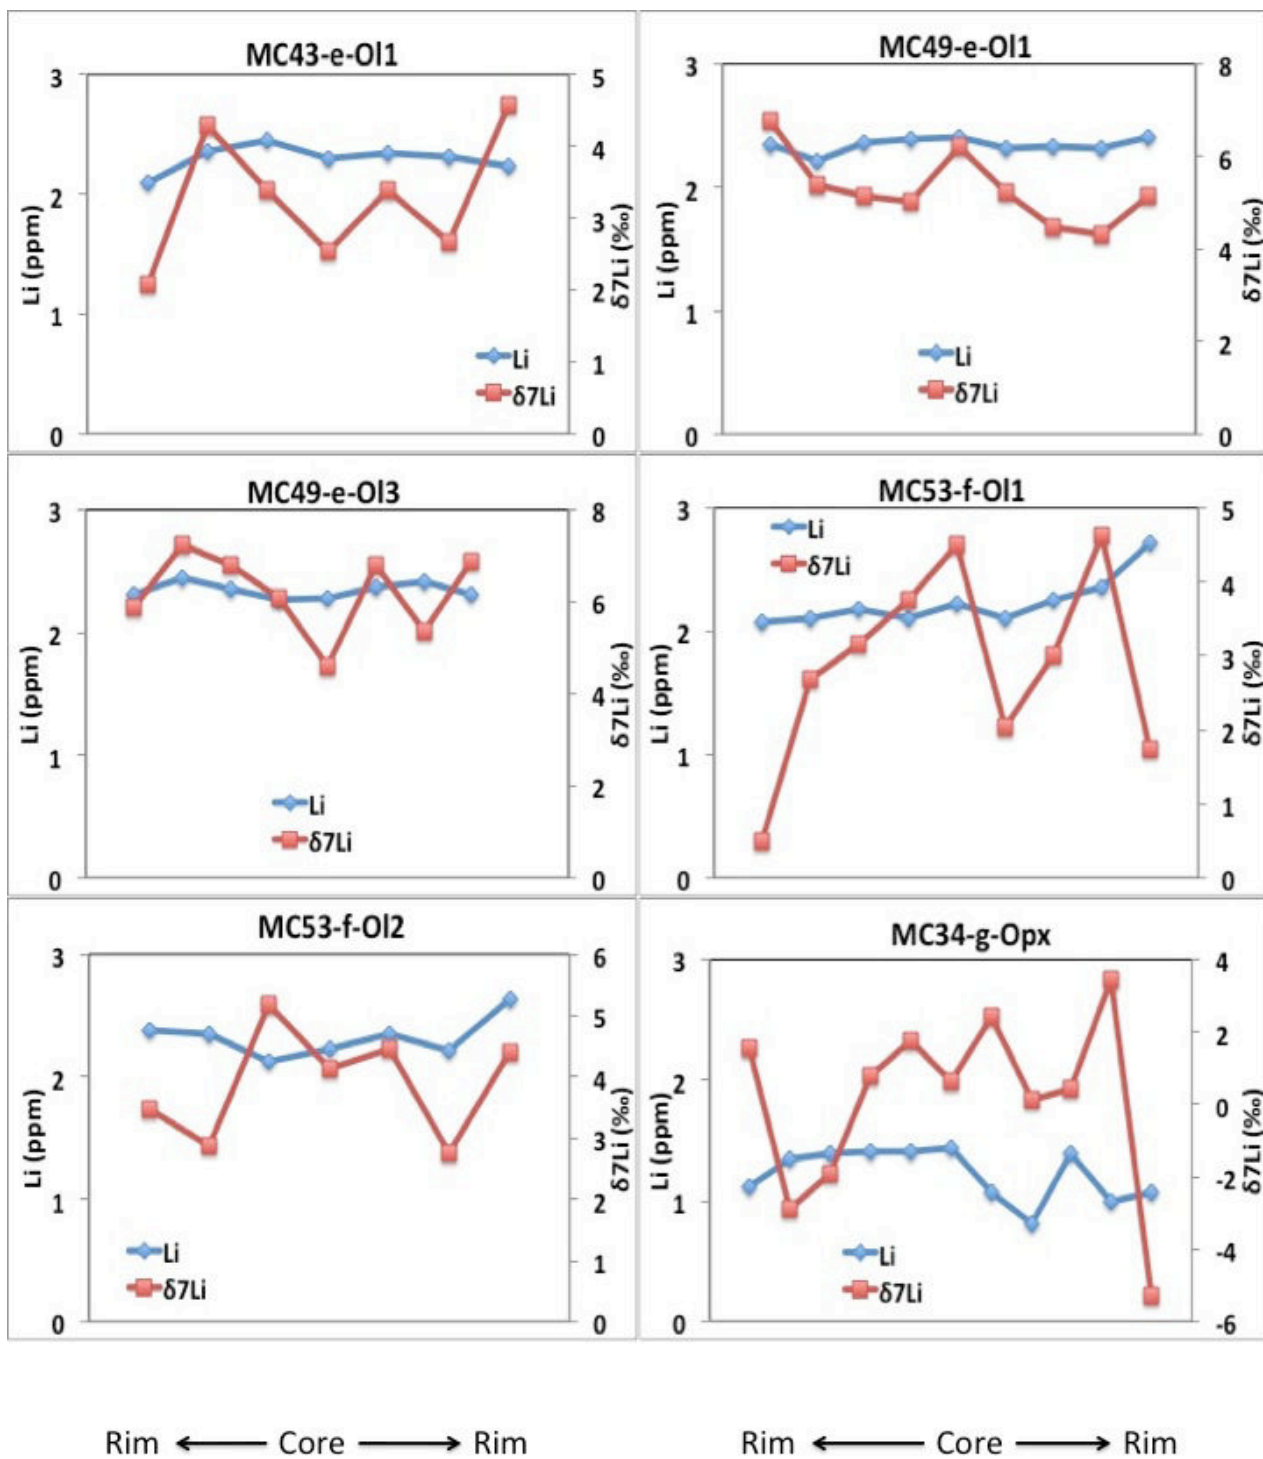 MC43-e-Ol1
3
2
1
0
Li (ppm)
5
4
3
2
1
0
δ7Li (‰)
Li
δ7Li
MC49-e-Ol1
3
2
1
0
Li (ppm)
8
6
4
2
0
δ7Li (‰)
Li
δ7Li
MC49-e-Ol3
3
2
1
0
Li (ppm)
8
6
4
2
0
δ7Li (‰)
Li
δ7Li
MC53-f-Ol1
3
2
1
0
Li (ppm)
5
4
3
2
1
0
δ7Li (‰)
Li
δ7Li
MC53-f-Ol2
3
2
1
0
Li (ppm)
6
5
4
3
2
1
0
δ7Li (‰)
Li
δ7Li
MC34-g-Opx
3
2
1
0
Li (ppm)
4
2
0
-2
-4
-6
δ7Li (‰)
Li
δ7Li
Rim ← Core → Rim
Rim ← Core → Rim